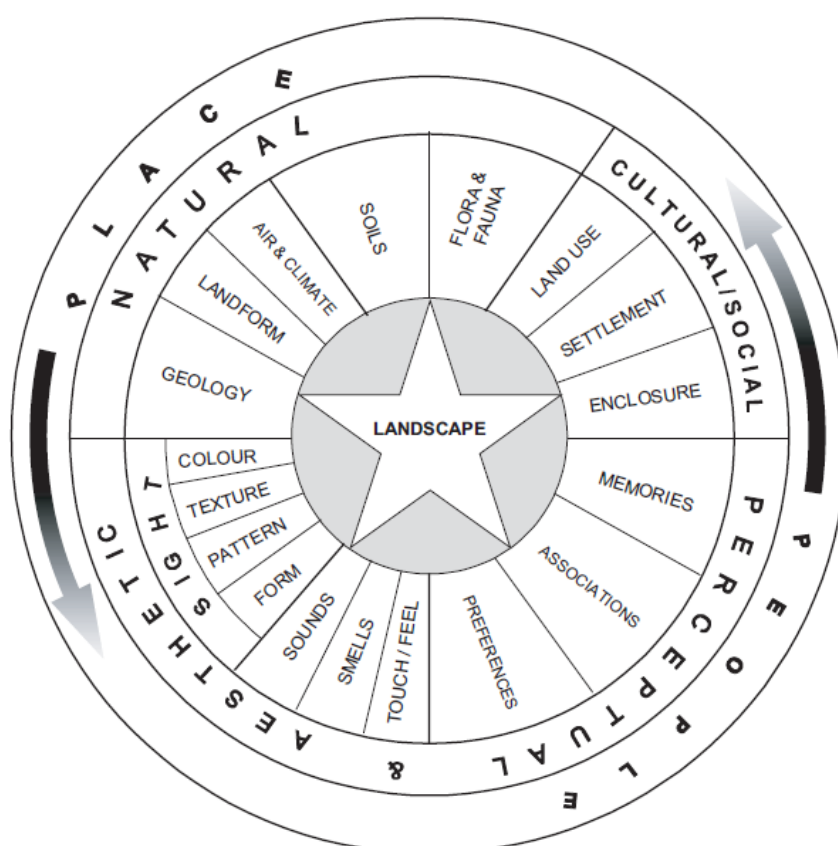 PLACE
NATURAL
CULTURAL/SOCIAL
AIR & CLIMATE
SOILS
FLORA &
FAUNA
LAND USE
LANDFORM
SETTLEMENT
GEOLOGY
ENCLOSURE
LANDSCAPE
COLOUR
TEXTURE
PATTERN
FORM
SIGHT
SOUNDS
SMELLS
TOUCH / FEEL
PREFERENCES
ASSOCIATIONS
MEMORIES
PERCEPTUAL & AESTHETIC
PEOPLE